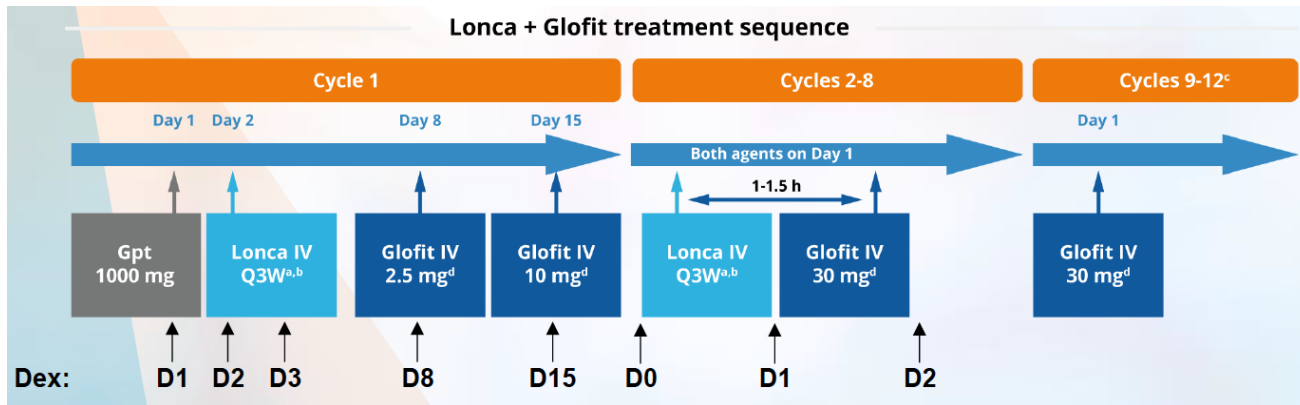 Lonca + Glofit treatment sequence
Cycle 1
Cycles 2-8
Cycles 9-12ᶜ
Day 1
Day 2
Day 8
Day 15
Both agents on Day 1
Day 1
1-1.5 h
Gpt
1000 mg
Lonca IV
Q3Wᵃ,ᵇ
Glofit IV
2.5 mgᵈ
Glofit IV
10 mgᵈ
Lonca IV
Q3Wᵃ,ᵇ
Glofit IV
30 mgᵈ
Glofit IV
30 mgᵈ
Dex: D1 D2 D3 D8 D15 D0 D1 D2